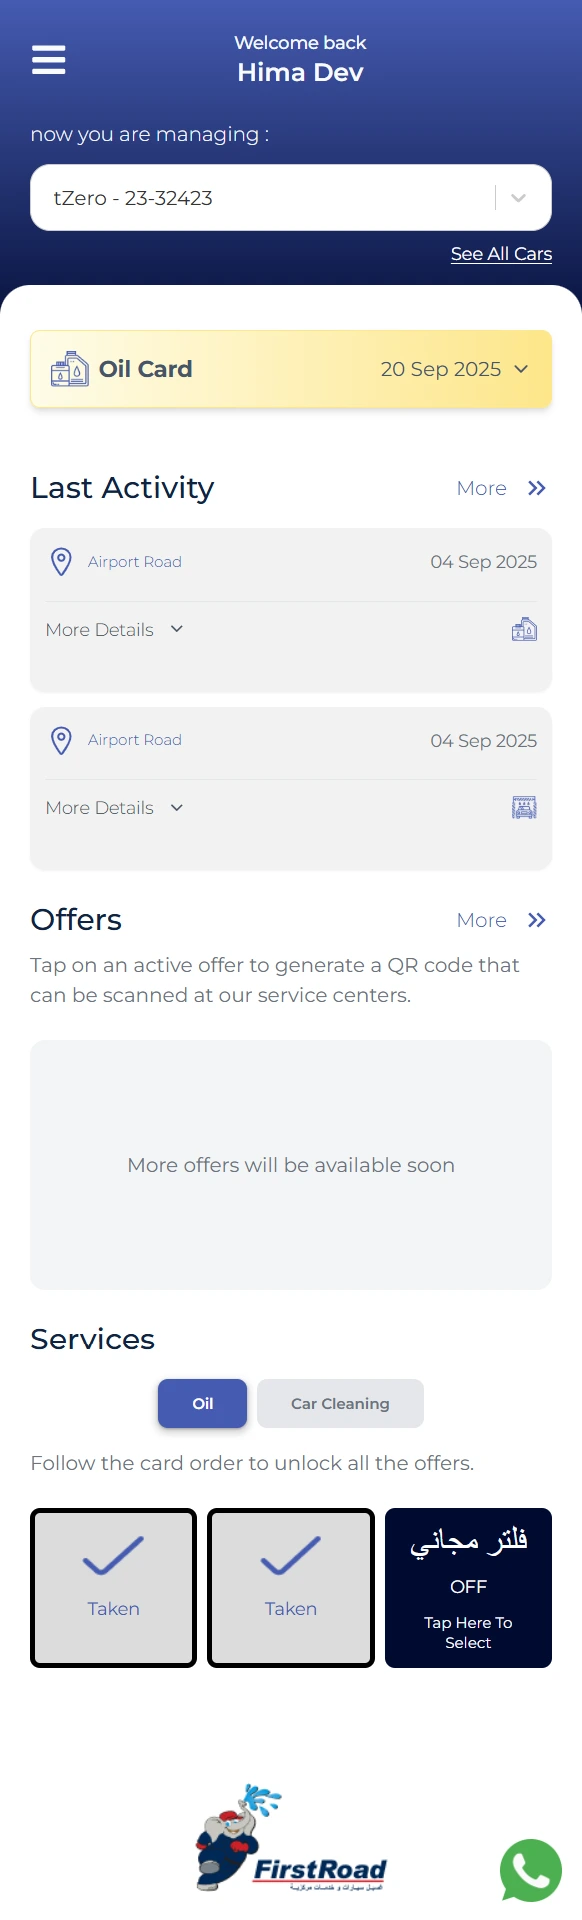 Welcome back
Hima Dev
now you are managing :
tZero - 23-32423
See All Cars
Oil Card
20 Sep 2025
Last Activity
More
Airport Road
04 Sep 2025
More Details
Airport Road
04 Sep 2025
More Details
Offers
More
Tap on an active offer to generate a QR code that
can be scanned at our service centers.
More offers will be available soon
Services
Oil
Car Cleaning
Follow the card order to unlock all the offers.
Taken
Taken
فلتر مجاني
OFF
Tap Here To
Select
FirstRoad
لغسيل سيارات و خدمات مركزية